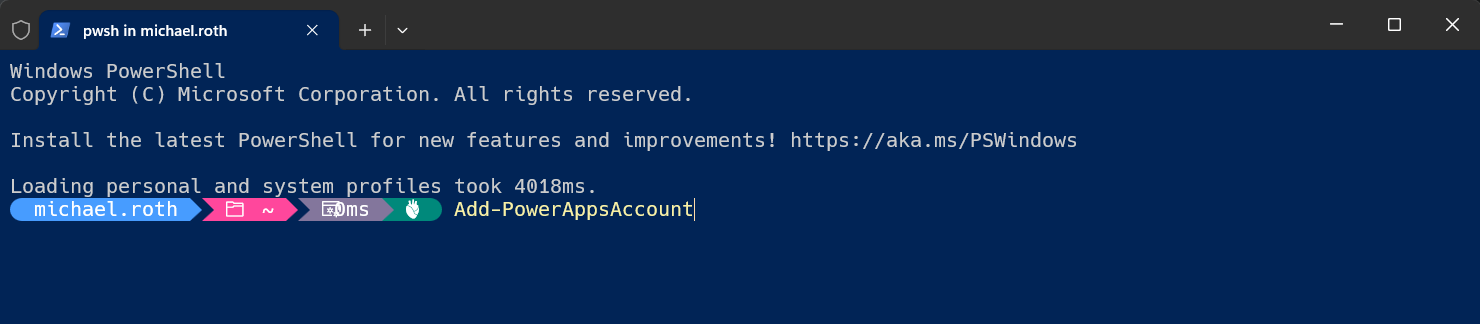 pwsh in michael.roth
Windows PowerShell
Copyright (C) Microsoft Corporation. All rights reserved.
Install the latest PowerShell for new features and improvements! https://aka.ms/PSWindows
Loading personal and system profiles took 4018ms.
michael.roth ~ 0ms Add-PowerAppsAccount